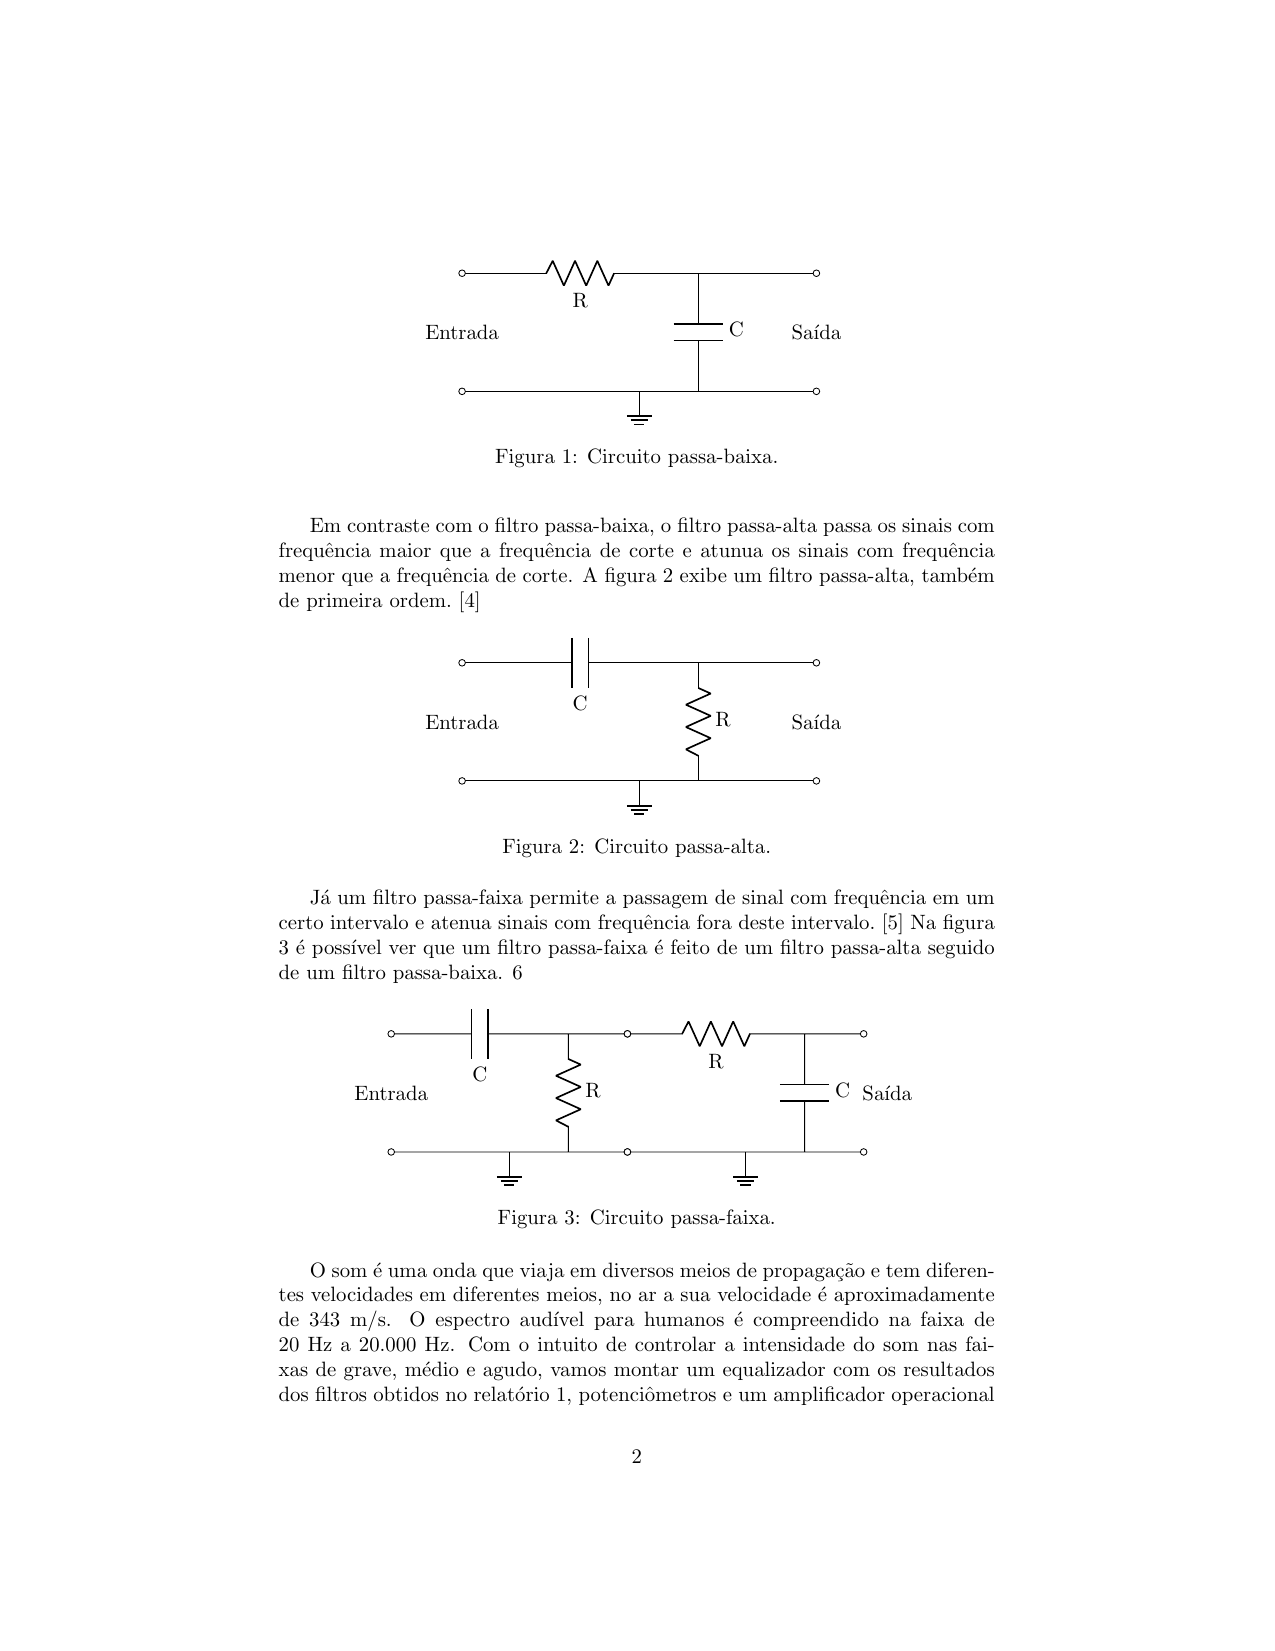 R
C
Entrada
Saída
Figura 1: Circuito passa-baixa.
Em contraste com o filtro passa-baixa, o filtro passa-alta passa os sinais com
frequência maior que a frequência de corte e atunua os sinais com frequência
menor que a frequência de corte. A figura 2 exibe um filtro passa-alta, também
de primeira ordem. [4]
C
R
Entrada
Saída
Figura 2: Circuito passa-alta.
Já um filtro passa-faixa permite a passagem de sinal com frequência em um
certo intervalo e atenua sinais com frequência fora deste intervalo. [5] Na figura
3 é possível ver que um filtro passa-faixa é feito de um filtro passa-alta seguido
de um filtro passa-baixa. 6
R
C
R
C
Entrada
Saída
Figura 3: Circuito passa-faixa.
O som é uma onda que viaja em diversos meios de propagação e tem diferen-
tes velocidades em diferentes meios, no ar a sua velocidade é aproximadamente
de 343 m/s. O espectro audível para humanos é compreendido na faixa de
20 Hz a 20.000 Hz. Com o intuito de controlar a intensidade do som nas fai-
xas de grave, médio e agudo, vamos montar um equalizador com os resultados
dos filtros obtidos no relatório 1, potenciômetros e um amplificador operacional
2